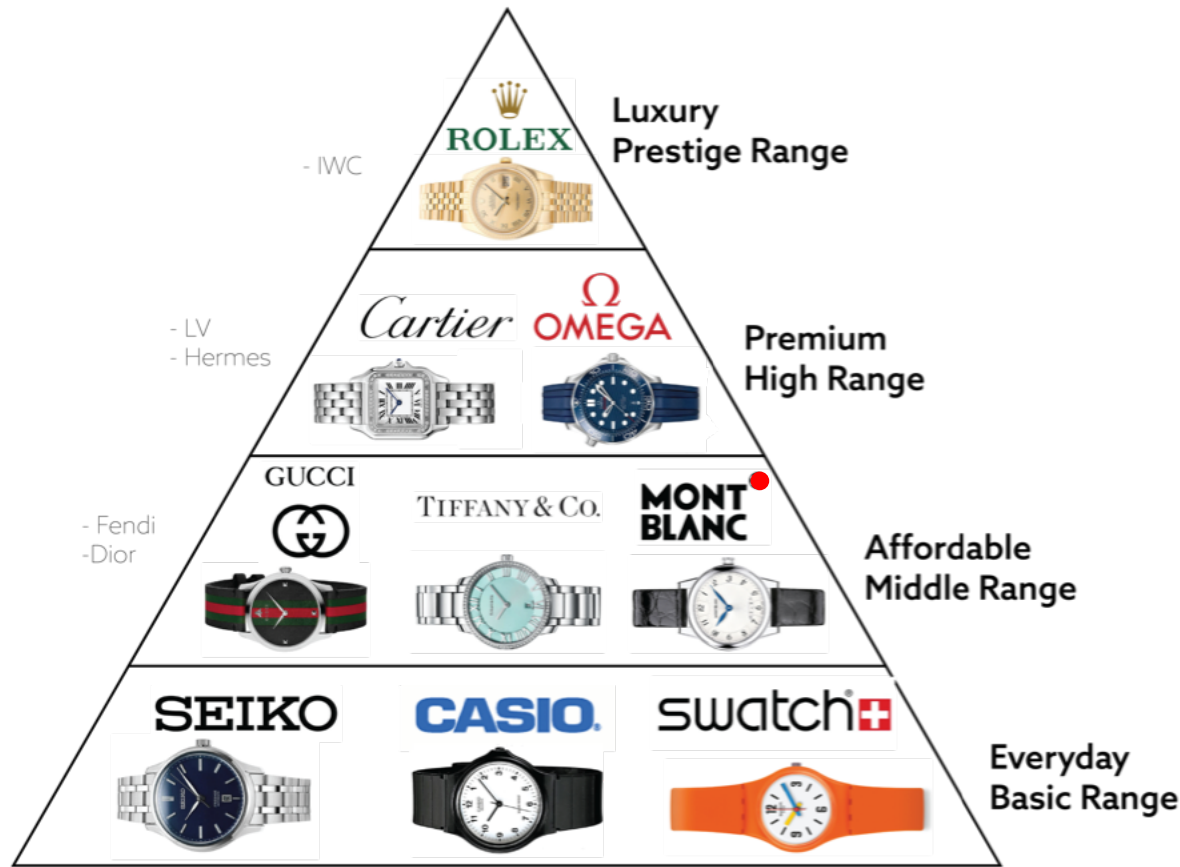 ROLEX
Luxury
Prestige Range
- IWC
Cartier
OMEGA
- LV
- Hermes
Premium
High Range
GUCCI
TIFFANY & CO.
MONT
BLANC
- Fendi
-Dior
Affordable
Middle Range
SEIKO
CASIO®
swatch®
Everyday
Basic Range